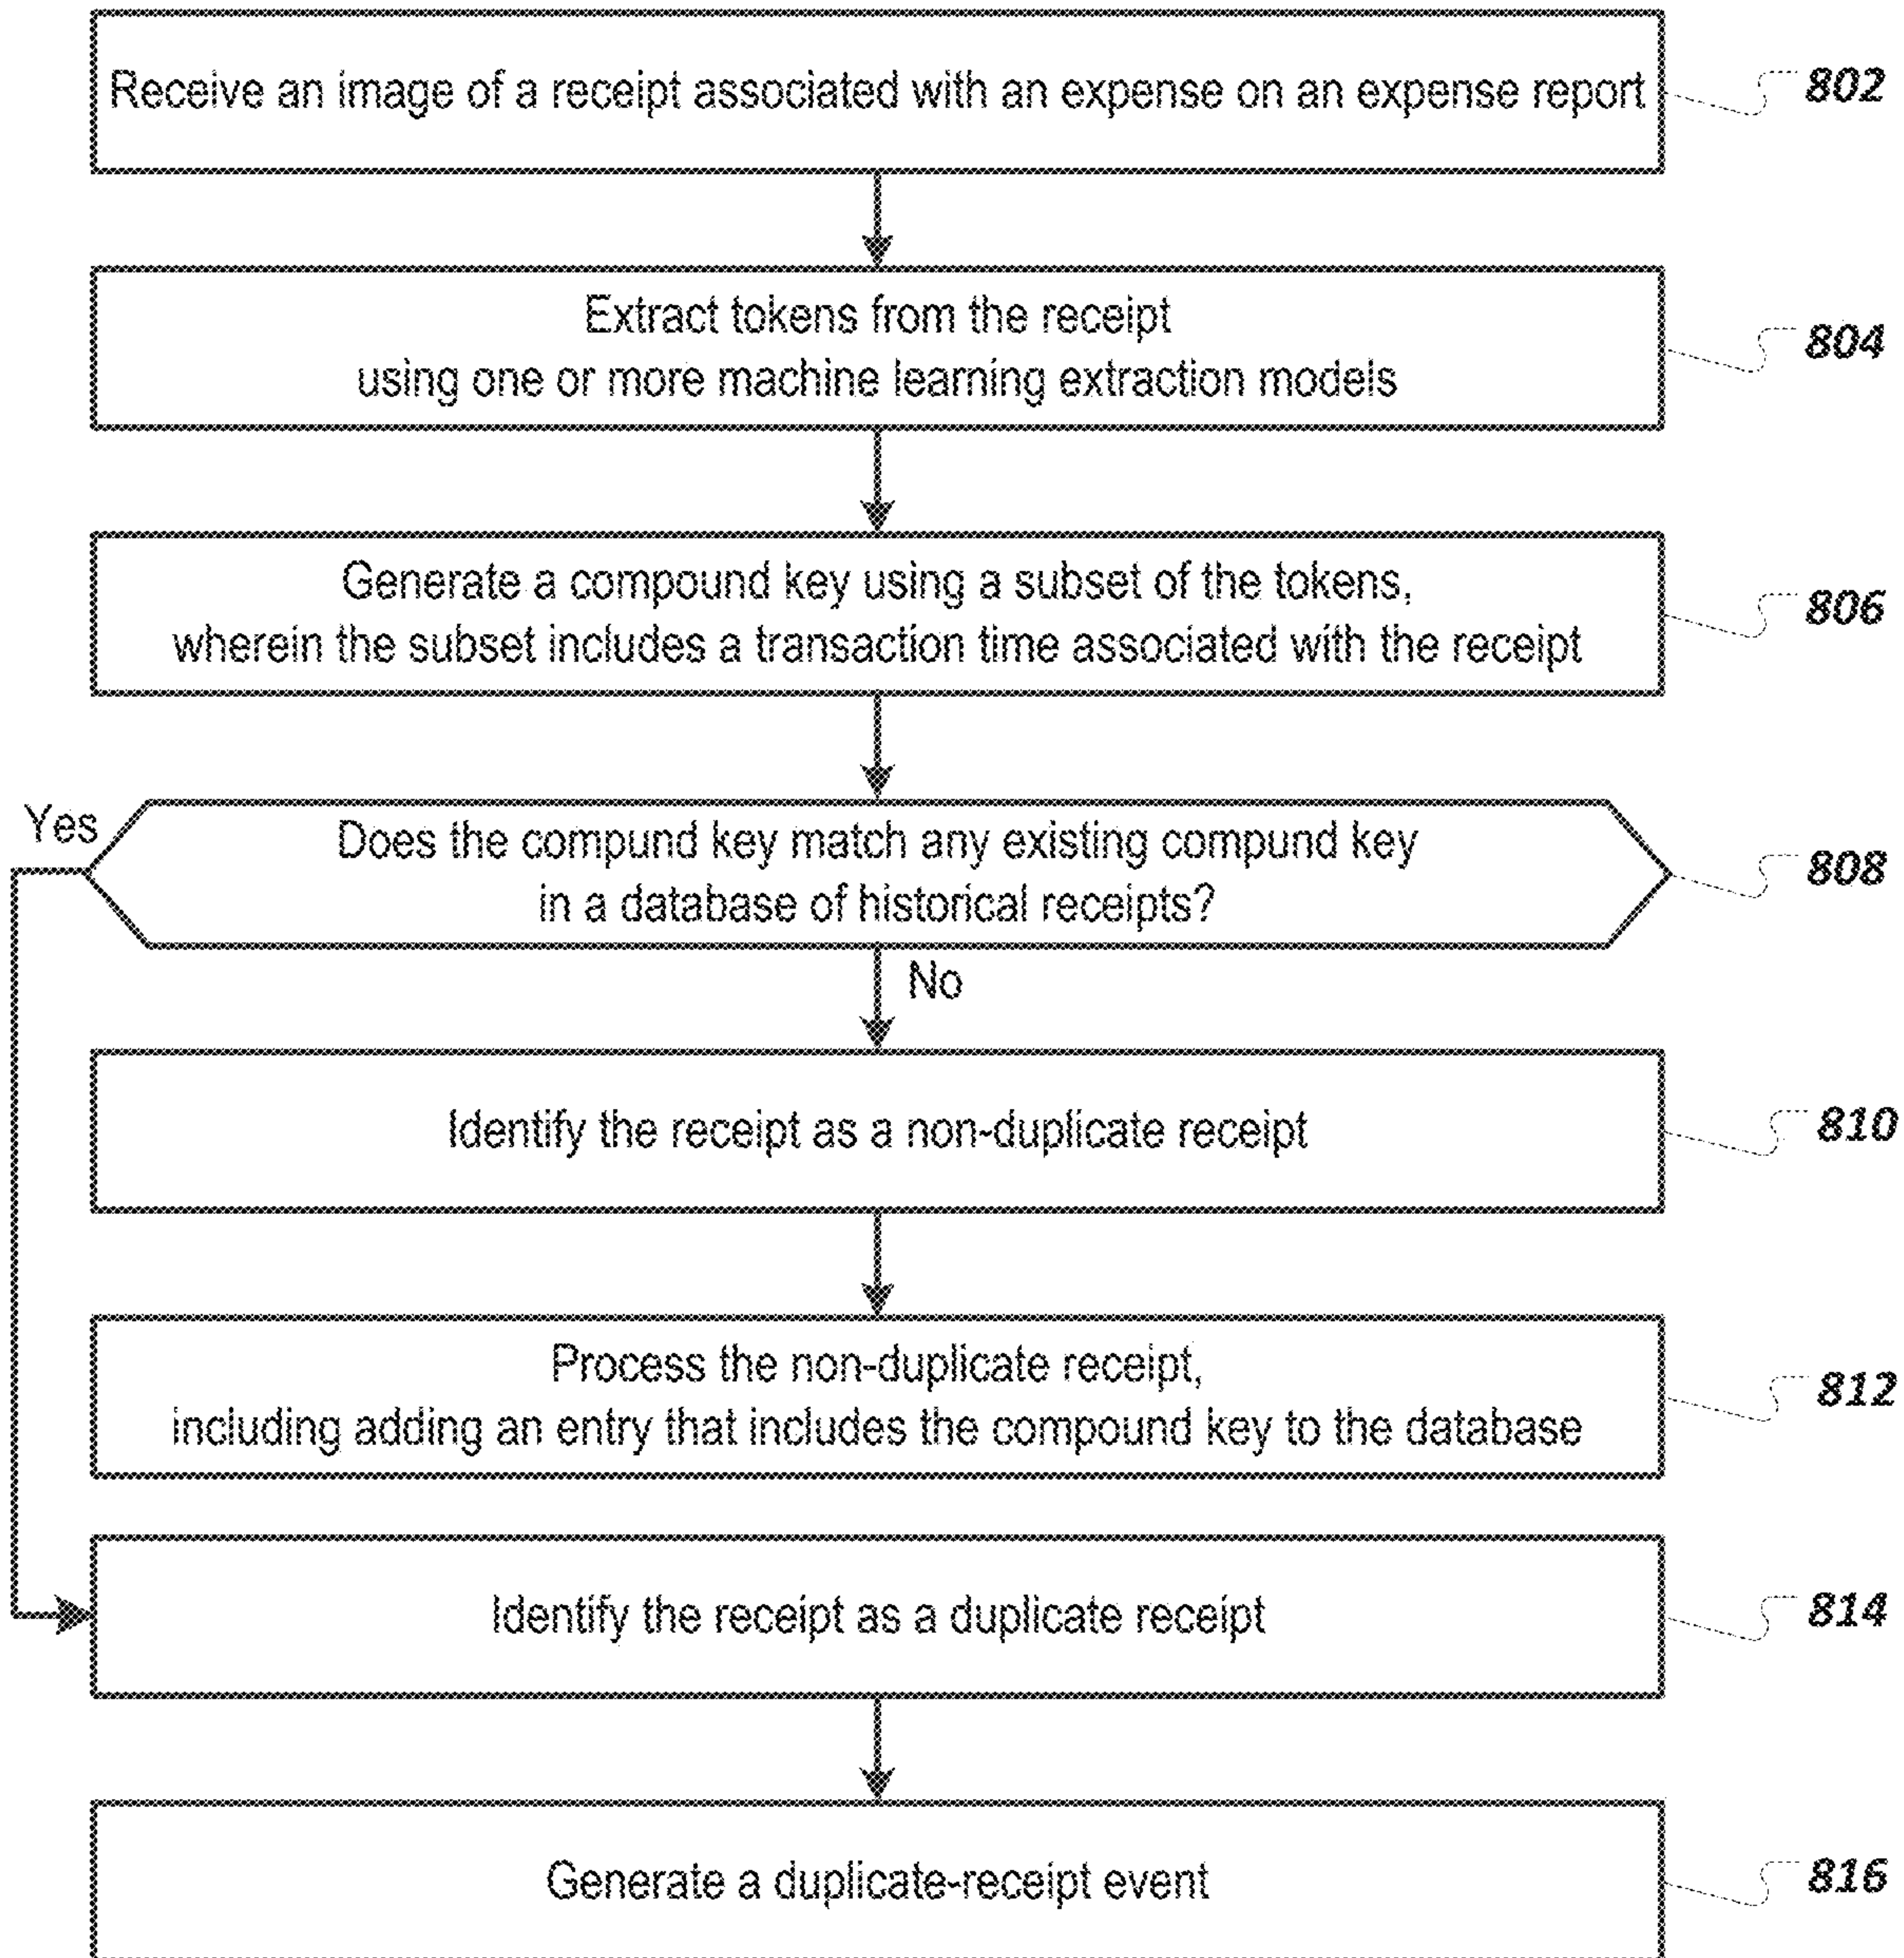 Receive an image of a receipt associated with an expense on an expense report
802
Extract tokens from the receipt
using one or more machine learning extraction models
804
Generate a compound key using a subset of the tokens,
wherein the subset includes a transaction time associated with the receipt
806
Yes
Does the compund key match any existing compund key
in a database of historical receipts?
808
No
Identify the receipt as a non-duplicate receipt
810
Process the non-duplicate receipt,
including adding an entry that includes the compound key to the database
812
Identify the receipt as a duplicate receipt
814
Generate a duplicate-receipt event
816